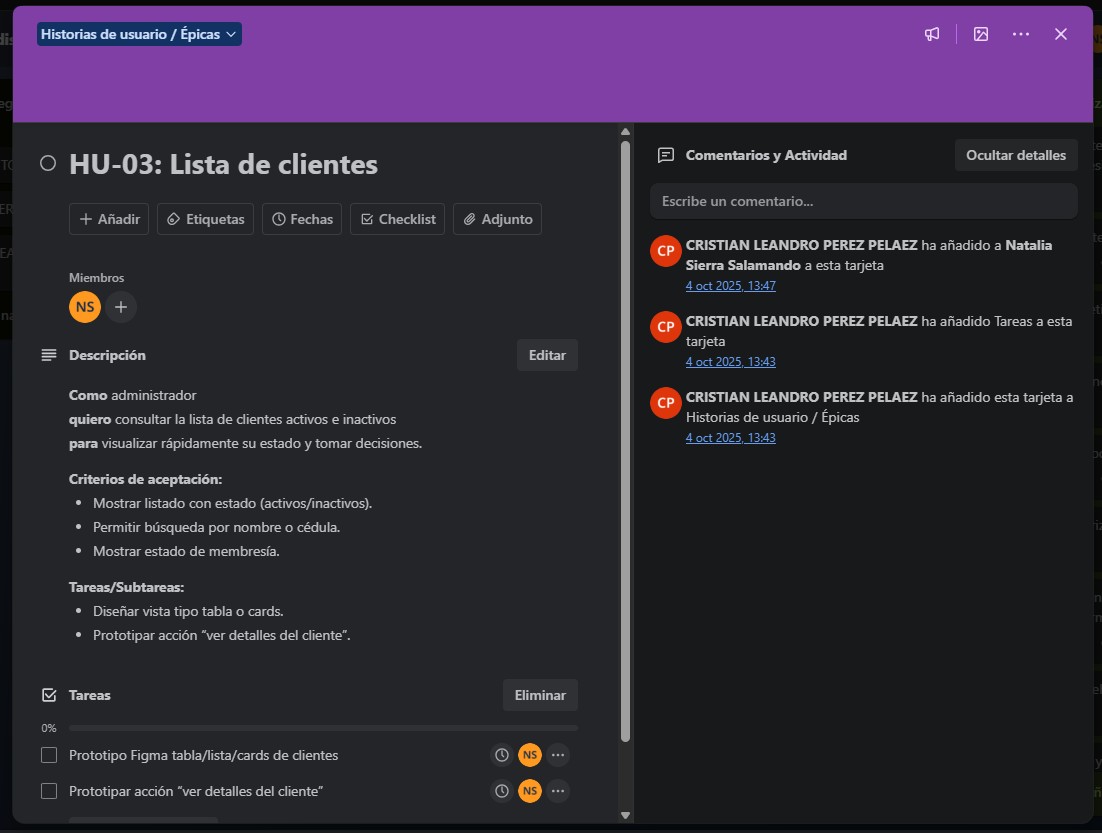 Historias de usuario / Épicas
HU-03: Lista de clientes
Añadir
Etiquetas
Fechas
Checklist
Adjunto
Miembros
NS
Descripción
Editar
Como administrador
quiero consultar la lista de clientes activos e inactivos
para visualizar rápidamente su estado y tomar decisiones.
Criterios de aceptación:
• Mostrar listado con estado (activos/inactivos).
• Permitir búsqueda por nombre o cédula.
• Mostrar estado de membresía.
Tareas/Subtareas:
• Diseñar vista tipo tabla o cards.
• Prototipar acción “ver detalles del cliente”.
Tareas
Eliminar
0%
Prototipo Figma tabla/lista/cards de clientes
NS
Prototipar acción “ver detalles del cliente”
NS
Comentarios y Actividad
Ocultar detalles
Escribe un comentario...
CP
CRISTIAN LEANDRO PEREZ PELAEZ ha añadido a Natalia
Sierra Salamando a esta tarjeta
4 oct 2025, 13:47
CP
CRISTIAN LEANDRO PEREZ PELAEZ ha añadido Tareas a esta
tarjeta
4 oct 2025, 13:43
CP
CRISTIAN LEANDRO PEREZ PELAEZ ha añadido esta tarjeta a
Historias de usuario / Épicas
4 oct 2025, 13:43